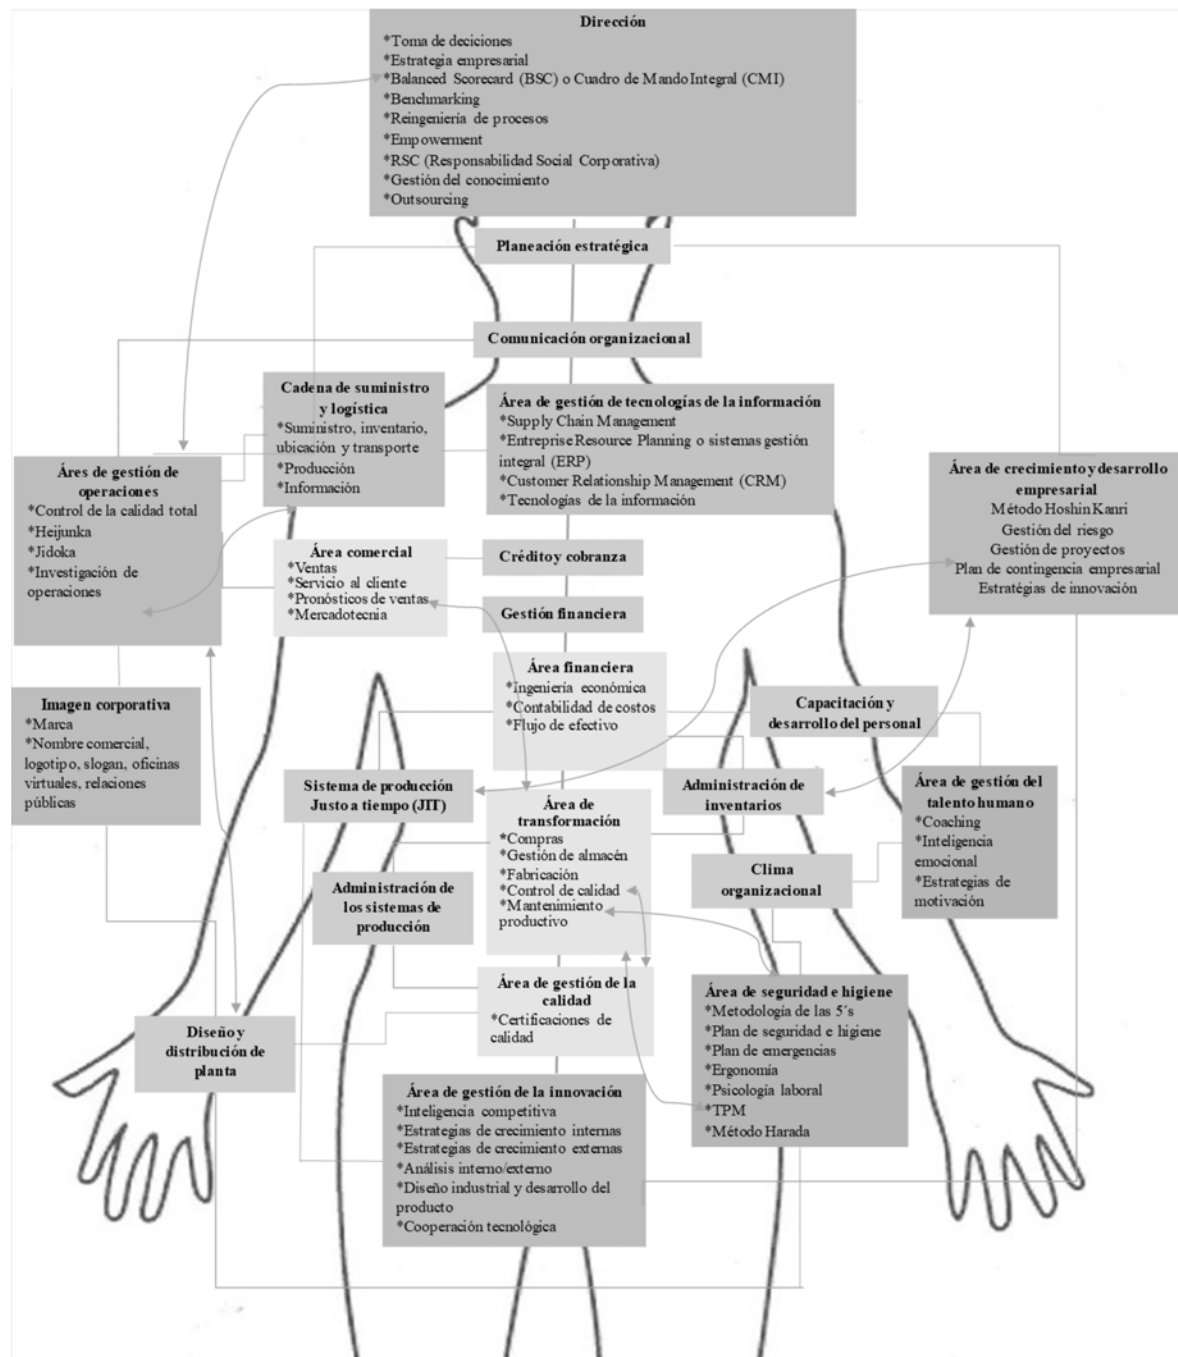 Dirección
*Toma de deciciones
*Estrategia empresarial
*Balanced Scorecard (BSC) o Cuadro de Mando Integral (CMI)
*Benchmarking
*Reingeniería de procesos
*Empowerment
*RSC (Responsabilidad Social Corporativa)
*Gestión del conocimiento
*Outsourcing
Planeación estratégica
Comunicación organizacional
Cadena de suministro
y logística
*Suministro, inventario,
ubicación y transporte
*Producción
*Información
Área de gestión de tecnologías de la información
*Supply Chain Management
*Entreprise Resource Planning o sistemas gestión
integral (ERP)
*Customer Relationship Management (CRM)
*Tecnologías de la información
Áres de gestión de
operaciones
*Control de la calidad total
*Heijunka
*Jidoka
*Investigación de
operaciones
Área de crecimiento y desarrollo
empresarial
Método Hoshin Kanri
Gestión del riesgo
Gestión de proyectos
Plan de contingencia empresarial
Estratégias de innovación
Área comercial
*Ventas
*Servicio al cliente
*Pronósticos de ventas
*Mercadotecnia
Crédito y cobranza
Gestión financiera
Área financiera
*Ingeniería económica
*Contabilidad de costos
*Flujo de efectivo
Imagen corporativa
*Marca
*Nombre comercial,
logotipo, slogan, oficinas
virtuales, relaciones
públicas
Capacitación y
desarrollo del personal
Sistema de producción
Justo a tiempo (JIT)
Área de
transformación
*Compras
*Gestión de almacén
*Fabricación
*Control de calidad
*Mantenimiento
productivo
Administración de
inventarios
Área de gestión del
talento humano
*Coaching
*Inteligencia
emocional
*Estrategias de
motivación
Clima
organizacional
Administración de
los sistemas de
producción
Área de gestión de la
calidad
*Certificaciones de
calidad
Área de seguridad e higiene
*Metodología de las 5´s
*Plan de seguridad e higiene
*Plan de emergencias
*Ergonomía
*Psicología laboral
*TPM
*Método Harada
Diseño y
distribución de
planta
Área de gestión de la innovación
*Inteligencia competitiva
*Estrategias de crecimiento internas
*Estrategias de crecimiento externas
*Análisis interno/externo
*Diseño industrial y desarrollo del
producto
*Cooperación tecnológica